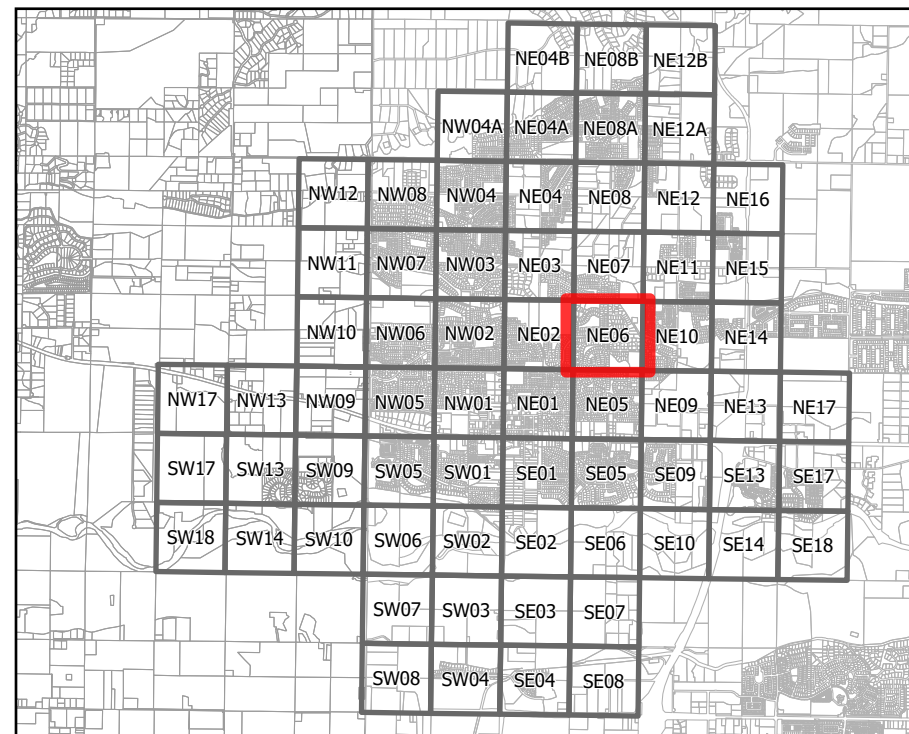 NE04B NE08B NE12B
NW04A NE04A NE08A NE12A
NW12 NW08 NW04 NE04 NE08 NE12 NE16
NW11 NW07 NW03 NE03 NE07 NE11 NE15
NW10 NW06 NW02 NE02 NE06 NE10 NE14
NW17 NW13 NW09 NW05 NW01 NE01 NE05 NE09 NE13 NE17
SW17 SW13 SW09 SW05 SW01 SE01 SE05 SE09 SE13 SE17
SW18 SW14 SW10 SW06 SW02 SE02 SE06 SE10 SE14 SE18
SW07 SW03 SE03 SE07
SW08 SW04 SE04 SE08